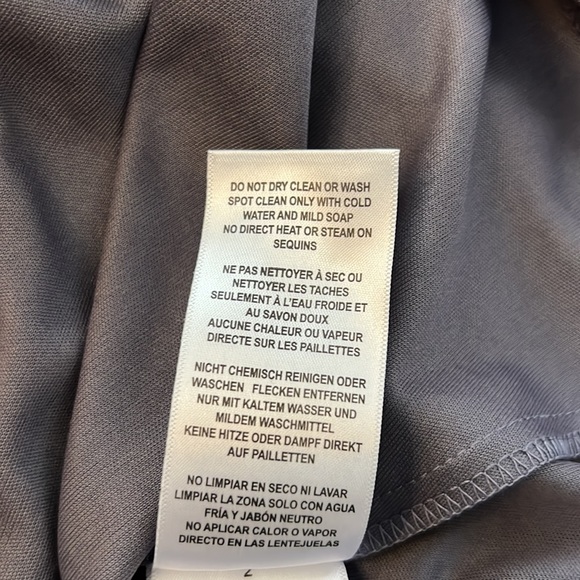 DO NOT DRY CLEAN OR WASH
SPOT CLEAN ONLY WITH COLD
WATER AND MILD SOAP
NO DIRECT HEAT OR STEAM ON
SEQUINS
NE PAS NETTOYER À SEC OU
NETTOYER LES TACHES
SEULEMENT À L'EAU FROIDE ET
AU SAVON DOUX
AUCUNE CHALEUR OU VAPEUR
DIRECTE SUR LES PAILLETTES
NICHT CHEMISCH REINIGEN ODER
WASCHEN FLECKEN ENTFERNEN
NUR MIT KALTEM WASSER UND
MILDEM WASCHMITTEL
KEINE HITZE ODER DAMPF DIREKT
AUF PAILLETTEN
NO LIMPIAR EN SECO NI LAVAR
LIMPIAR LA ZONA SOLO CON AGUA
FRÍA Y JABÓN NEUTRO
NO APLICAR CALOR O VAPOR
DIRECTO EN LAS LENTEJUELAS